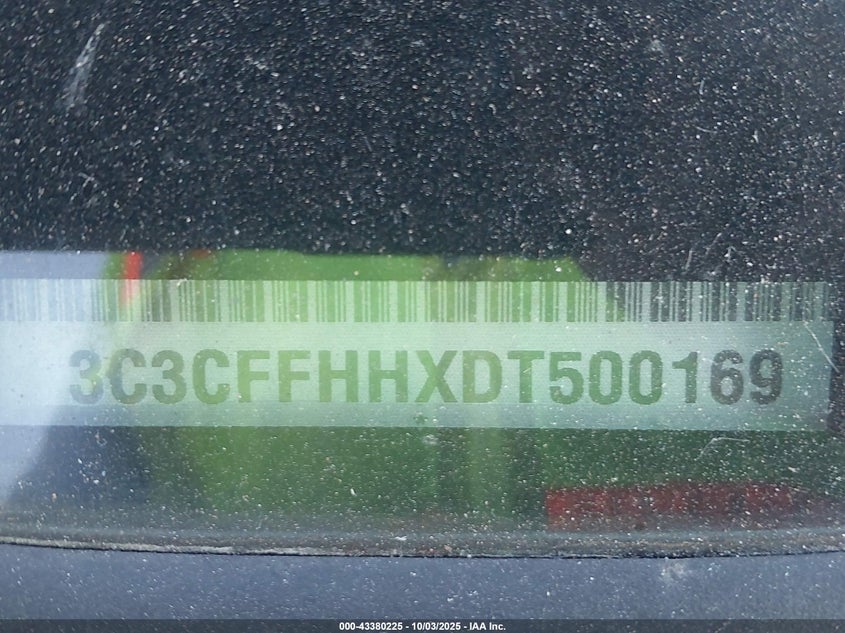 3C3CFFHHXDT500169
000-43380225 - 10/03/2025 - IAA Inc.